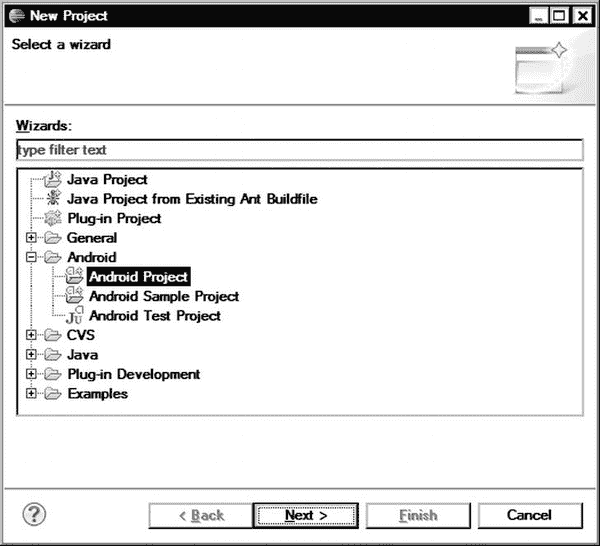 New Project
Select a wizard
Wizards:
type filter text
Java Project
Java Project from Existing Ant Buildfile
Plug-in Project
General
Android
Android Project
Android Sample Project
Android Test Project
CVS
Java
Plug-in Development
Examples
< Back Next > Finish Cancel